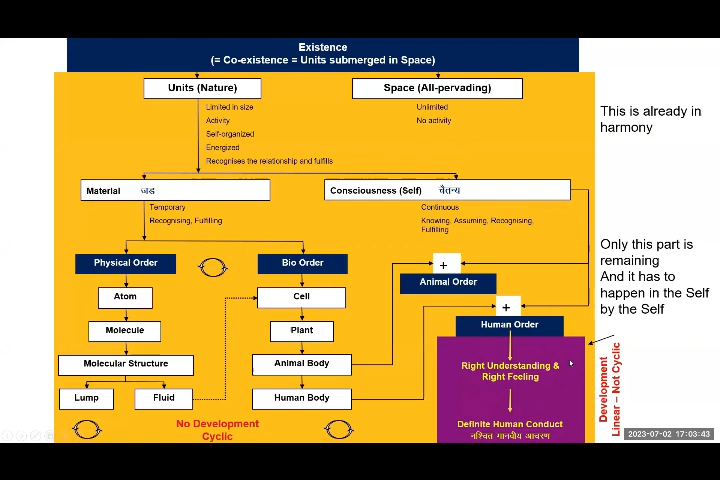 Existence
(= Co-existence = Units submerged in Space)
Units (Nature)
Space (All-pervading)
Limited in size
Activity
Self-organized
Energized
Recognises the relationship and fulfills
Unlimited
No activity
This is already in
harmony
Material जड
Consciousness (Self) चैतन्य
Temporary
Recognising, Fulfilling
Continuous
Knowing, Assuming, Recognising,
Fulfilling
Physical Order
Bio Order
+
Animal Order
Only this part is
remaining
And it has to
happen in the Self
by the Self
Atom
Cell
+
Human Order
Molecule
Plant
Molecular Structure
Animal Body
Right Understanding &
Right Feeling
Lump
Fluid
Human Body
No Development
Cyclic
Definite Human Conduct
निश्चित मानवीय आचरण
Development
Linear – Not Cyclic
2023-07-02 17:03:43